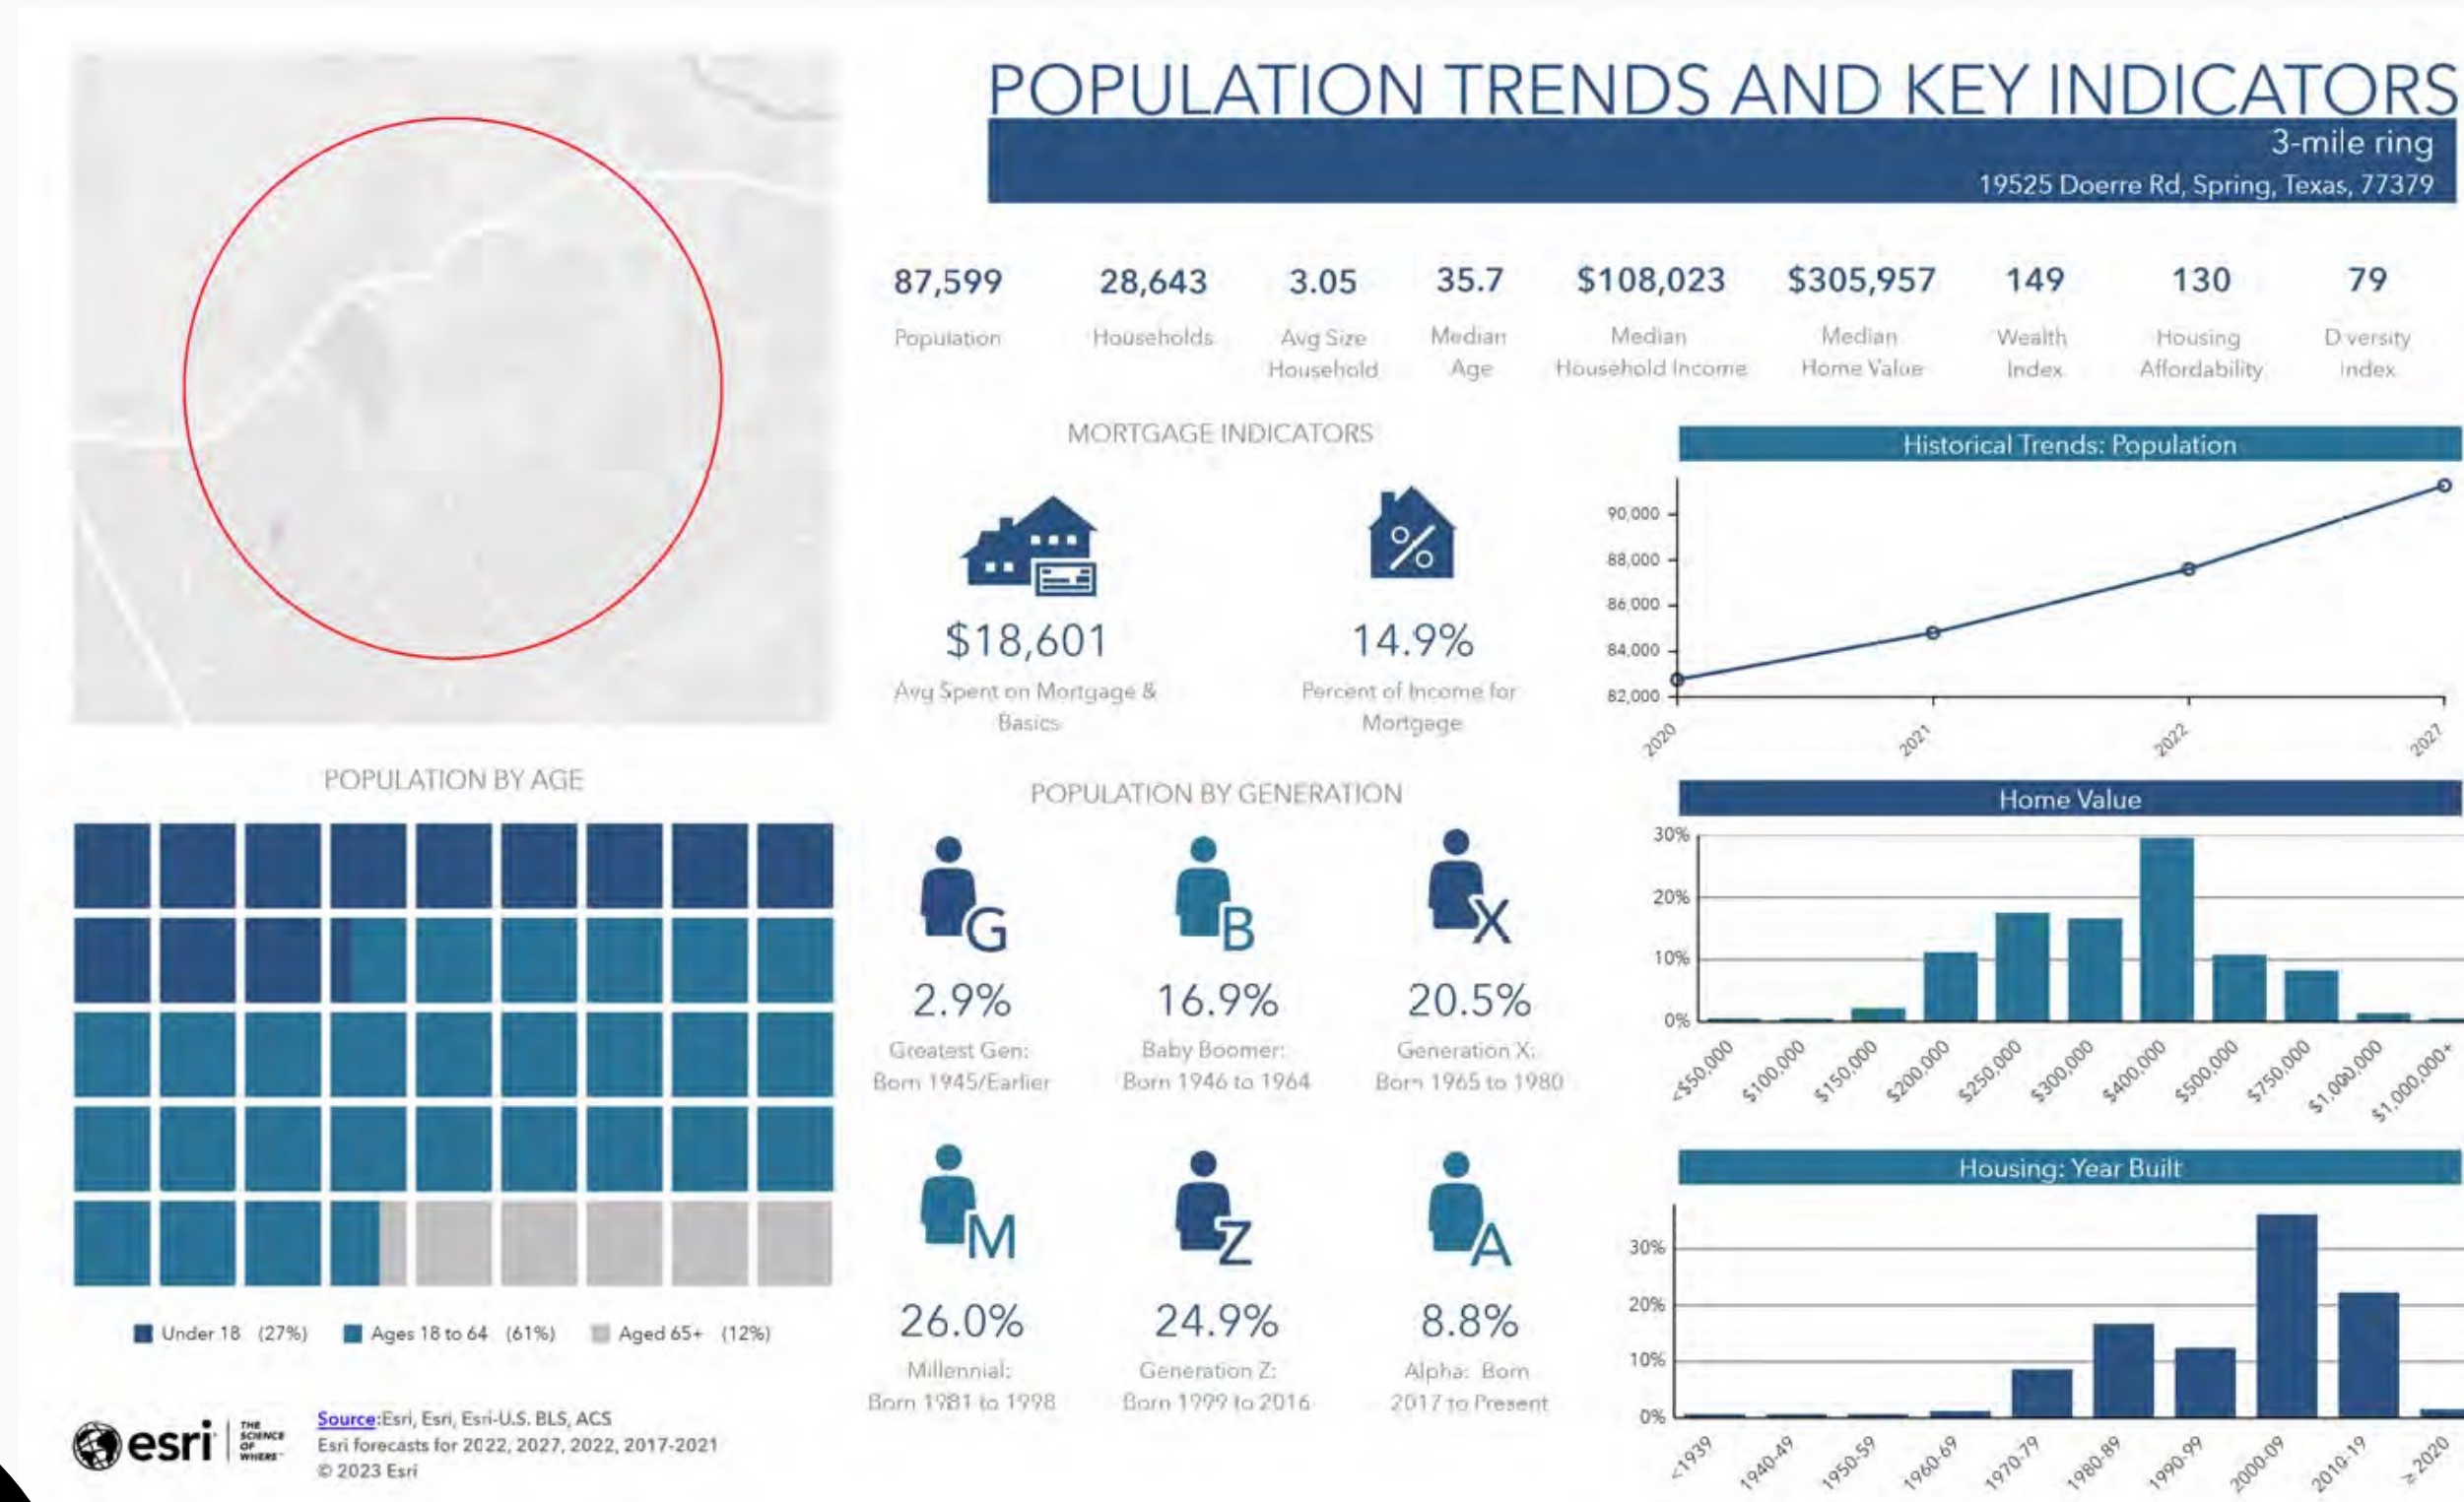 POPULATION TRENDS AND KEY INDICATORS
3-mile ring
19525 Doerre Rd, Spring, Texas, 77379
87,599
Population
28,643
Households
3.05
Avg Size
Household
35.7
Median
Age
$108,023
Median
Household Income
$305,957
Median
Home Value
149
Wealth
Index
130
Housing
Affordability
79
Diversity
Index
MORTGAGE INDICATORS
$18,601
Avg Spent on Mortgage &
Basics
%
14.9%
Percent of Income for
Mortgage
Historical Trends: Population
90,000
88,000
86,000
84,000
82,000
2020
2021
2022
2027
POPULATION BY AGE
Under 18 (27%)
Ages 18 to 64 (61%)
Aged 65+ (12%)
POPULATION BY GENERATION
G
2.9%
Greatest Gen:
Born 1945/Earlier
B
16.9%
Baby Boomer:
Born 1946 to 1964
X
20.5%
Generation X:
Born 1965 to 1980
M
26.0%
Millennial:
Born 1981 to 1998
Z
24.9%
Generation Z:
Born 1999 to 2016
A
8.8%
Alpha: Born
2017 to Present
Home Value
30%
20%
10%
0%
<$50,000
$100,000
$150,000
$200,000
$250,000
$300,000
$400,000
$500,000
$750,000
$1,000,000
$1,000,000+
Housing: Year Built
30%
20%
10%
0%
<1939
1940-49
1950-59
1960-69
1970-79
1980-89
1990-99
2000-09
2010-19
≥ 2020
esri
THE
SCIENCE
OF
WHERE™
Source:Esri, Esri, Esri-U.S. BLS, ACS
Esri forecasts for 2022, 2027, 2022, 2017-2021
© 2023 Esri